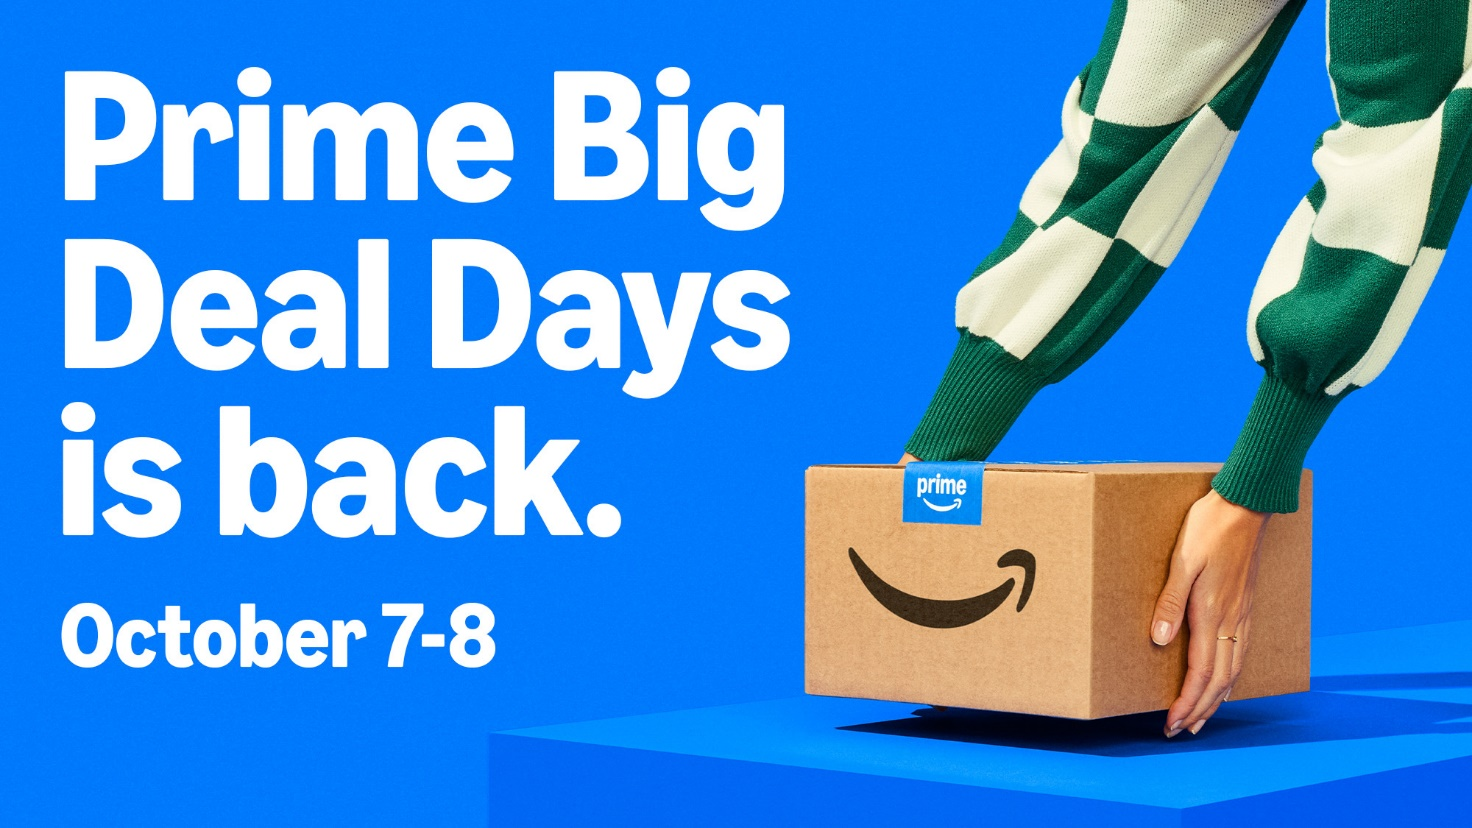 Prime Big
Deal Days
is back.
October 7-8
prime